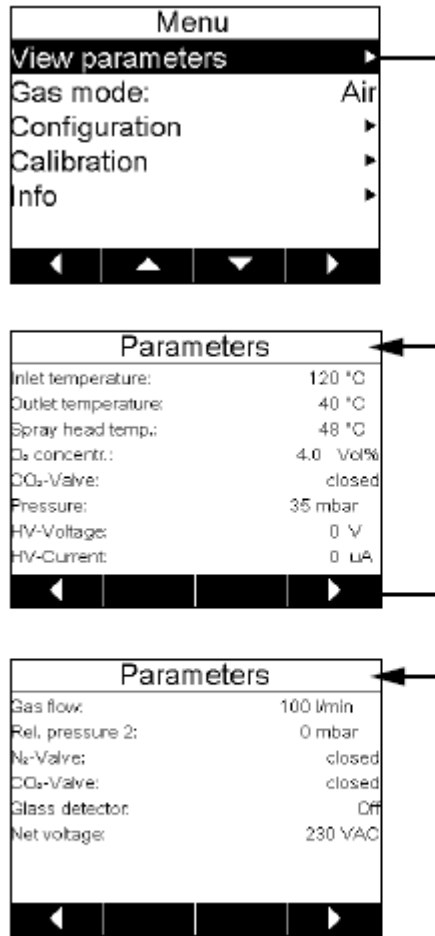 Menu
View parameters
Gas mode: Air
Configuration
Calibration
Info
Parameters
Inlet temperature: 120 °C
Outlet temperature: 40 °C
Spray head temp.: 48 °C
O₂ concentr.: 4.0 Vol%
CO₂-Valve: closed
Pressure: 35 mbar
HV-Voltage: 0 V
HV-Current: 0 uA
Parameters
Gas flow: 100 l/min
Rel. pressure 2: 0 mbar
N₂-Valve: closed
CO₂-Valve: closed
Glass detector: Off
Net voltage: 230 VAC